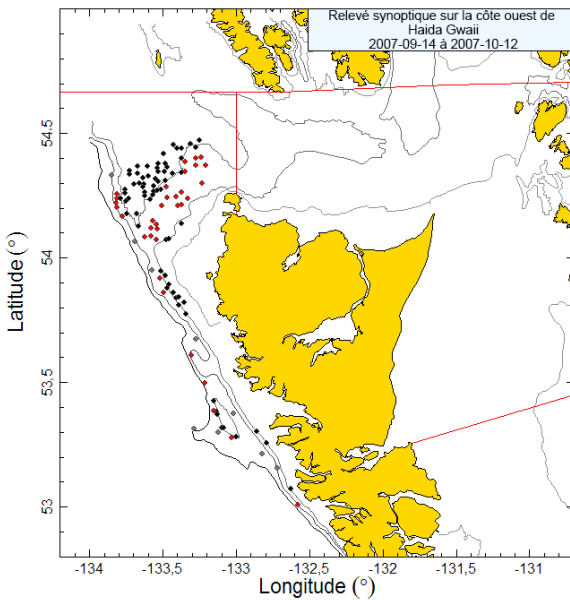 Relevé synoptique sur la côte ouest de
Haida Gwaii
2007-09-14 à 2007-10-12
Latitude (°)
54,5
54
53,5
53
-134
-133,5
-133
-132,5
-132
-131,5
-131
Longitude (°)